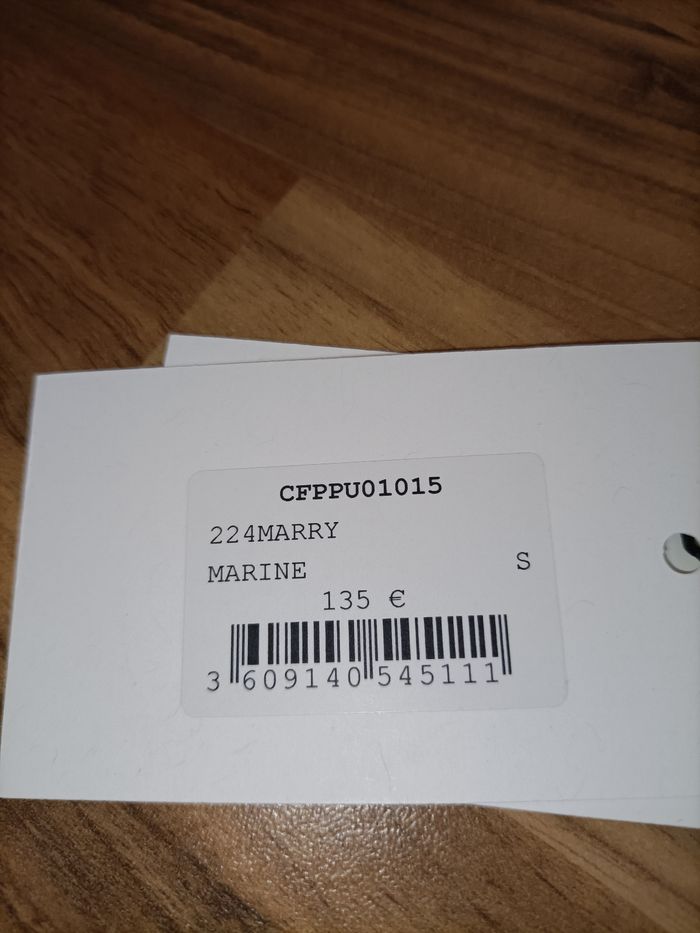 CFPPU01015
224MARRY
MARINE S
135 €
3 609140 545111